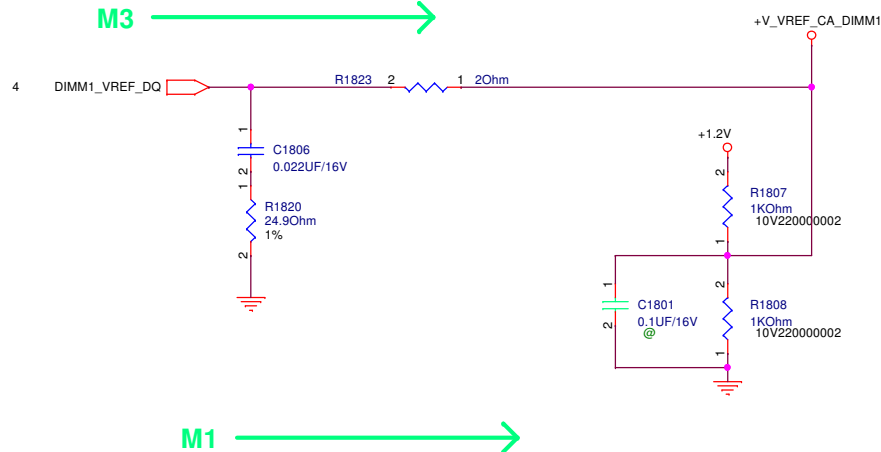 M3
+V_VREF_CA_DIMM1
4
DIMM1_VREF_DQ
R1823
2
1
2Ohm
1
C1806
0.022UF/16V
2
+1.2V
1
R1820
24.9Ohm
1%
2
2
R1807
1KOhm
10V220000002
1
1
C1801
0.1UF/16V
@
2
2
R1808
1KOhm
10V220000002
1
M1